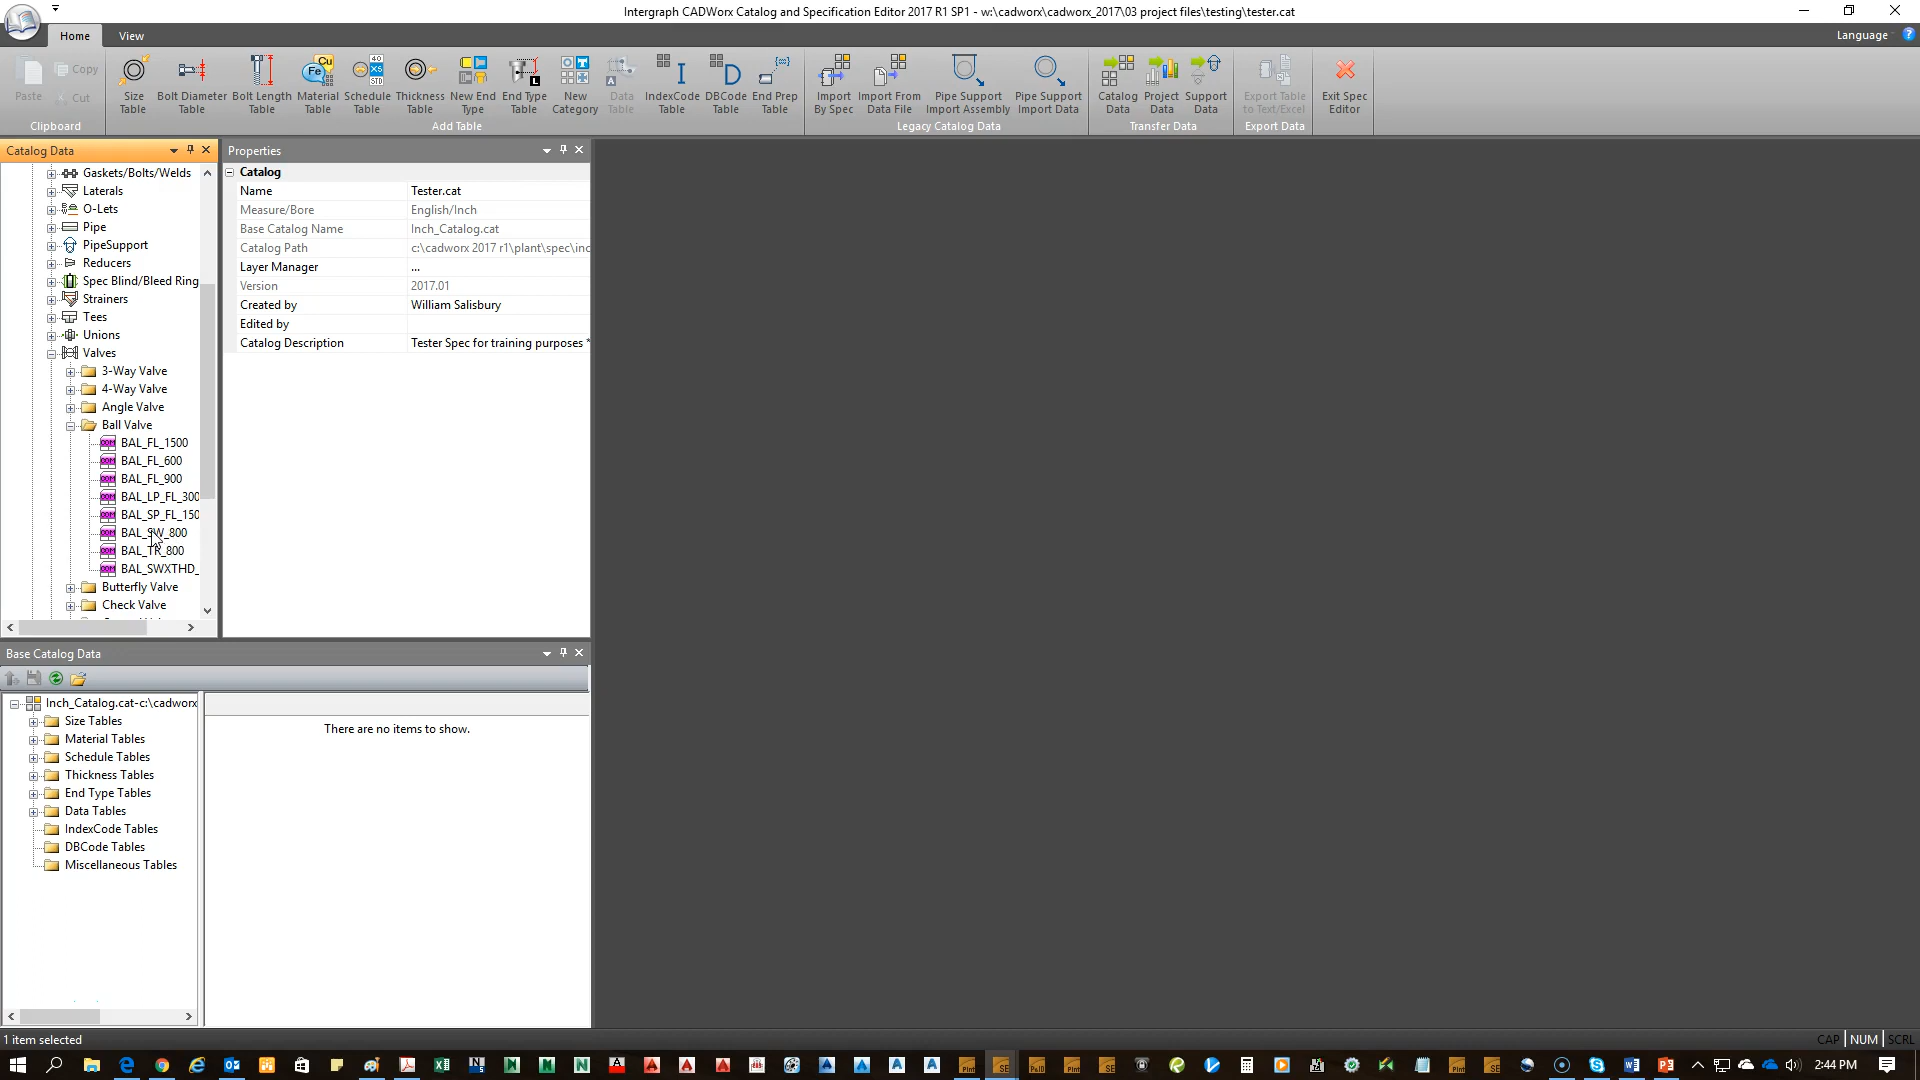 Intergraph CADWorx Catalog and Specification Editor 2017 R1 SP1 - w:\cadworx\cadworx_2017\03 project files\testing\tester.cat
Home View Language
Paste Copy Cut
Size Table
Bolt Diameter Table
Bolt Length Table
Material Table
Schedule Table
Thickness Table
New End Type
End Type Table
New Category
Data Table
IndexCode Table
DBCode Table
End Prep Table
Import By Spec
Import From Data File
Pipe Support Import Assembly
Pipe Support Import Data
Catalog Data
Project Data
Support Data
Export Table to Text/Excel
Exit Spec Editor
Clipboard Add Table Legacy Catalog Data Transfer Data Export Data
Catalog Data
Gaskets/Bolts/Welds
Laterals
O-Lets
Pipe
PipeSupport
Reducers
Spec Blind/Bleed Ring
Strainers
Tees
Unions
Valves
3-Way Valve
4-Way Valve
Angle Valve
Ball Valve
BAL_FL_1500
BAL_FL_600
BAL_FL_900
BAL_LP_FL_300
BAL_SP_FL_150
BAL_SW_800
BAL_TR_800
BAL_SWXTHD_
Butterfly Valve
Check Valve
Properties
Catalog
Name Tester.cat
Measure/Bore English/Inch
Base Catalog Name Inch_Catalog.cat
Catalog Path c:\cadworx 2017 r1\plant\spec\inc
Layer Manager ...
Version 2017.01
Created by William Salisbury
Edited by
Catalog Description Tester Spec for training purposes *
Base Catalog Data
Inch_Catalog.cat-c:\cadworx
Size Tables
Material Tables
Schedule Tables
Thickness Tables
End Type Tables
Data Tables
IndexCode Tables
DBCode Tables
Miscellaneous Tables
There are no items to show.
1 item selected
CAP NUM SCRL
2:44 PM